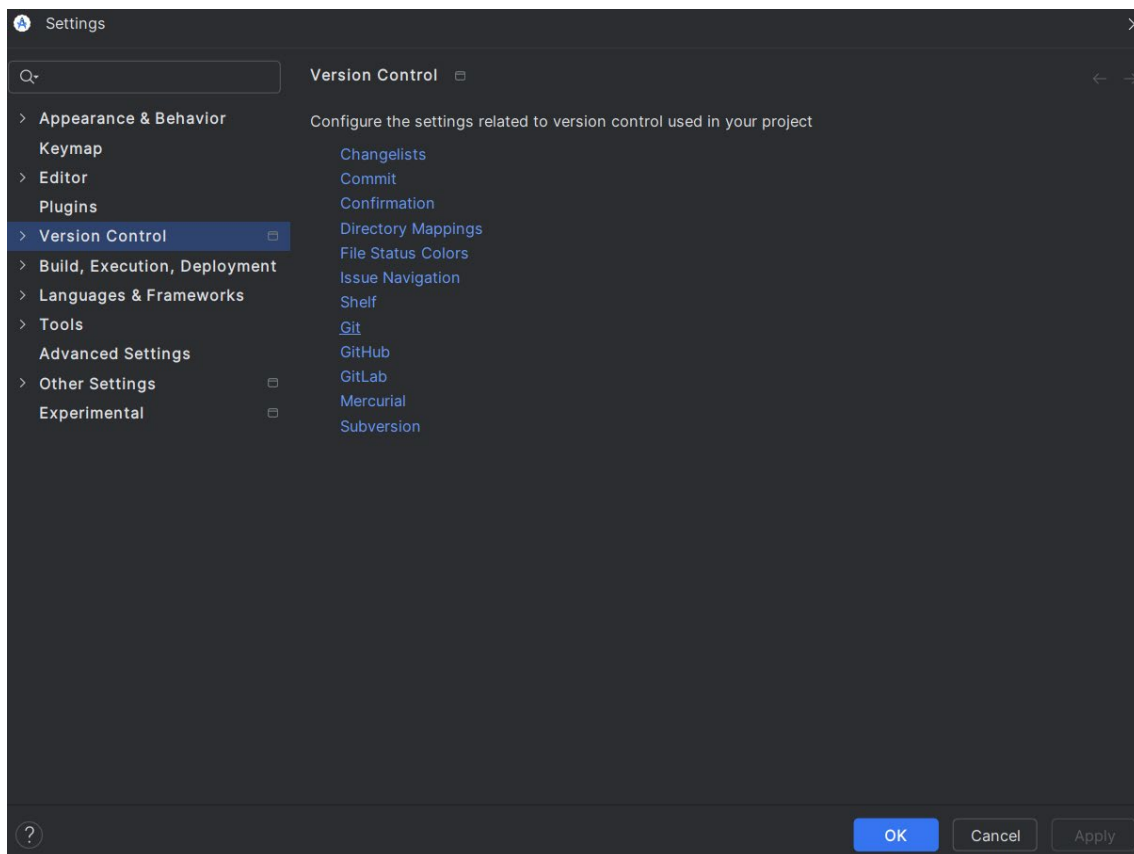 Settings
Version Control
Appearance & Behavior
Keymap
Editor
Plugins
Version Control
Build, Execution, Deployment
Languages & Frameworks
Tools
Advanced Settings
Other Settings
Experimental
Configure the settings related to version control used in your project
Changelists
Commit
Confirmation
Directory Mappings
File Status Colors
Issue Navigation
Shelf
Git
GitHub
GitLab
Mercurial
Subversion
?
OK
Cancel
Apply